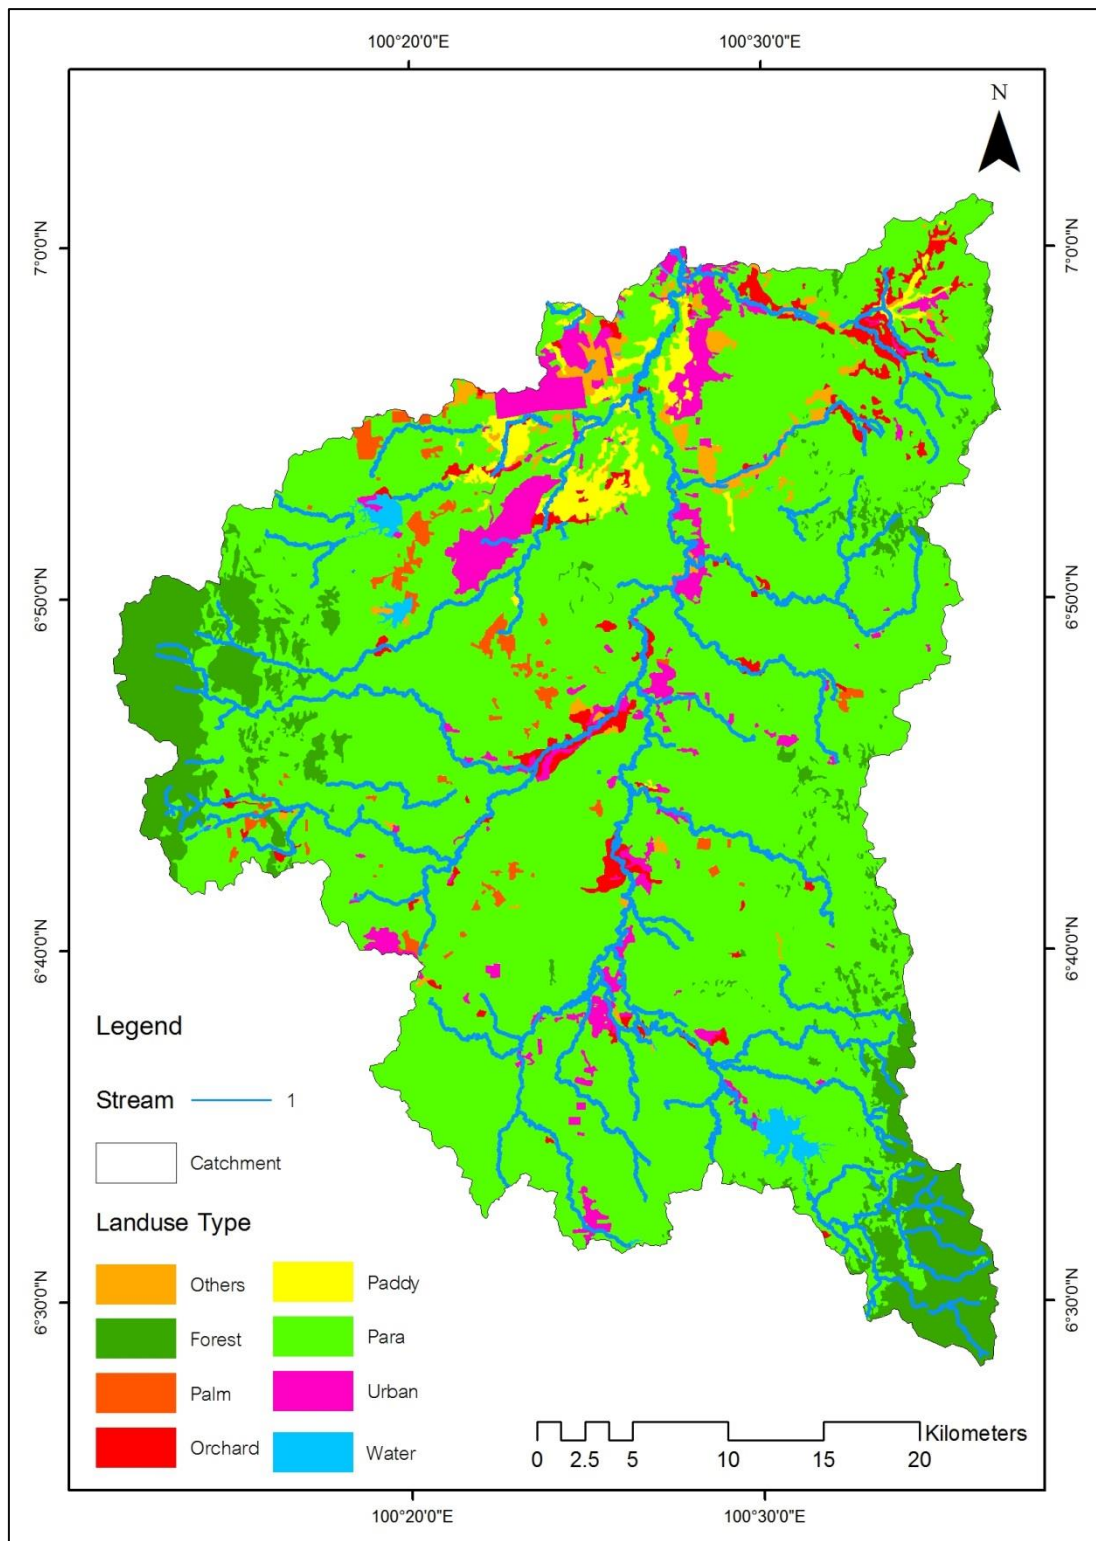 100°20'0"E 100°30'0"E
N
7°0'0"N 7°0'0"N
6°50'0"N 6°50'0"N
6°40'0"N 6°40'0"N
Legend
Stream 1
Catchment
Landuse Type
Others Paddy
6°30'0"N 6°30'0"N
Forest Para
Palm Urban
Orchard Water
Kilometers
0 2.5 5 10 15 20
100°20'0"E 100°30'0"E